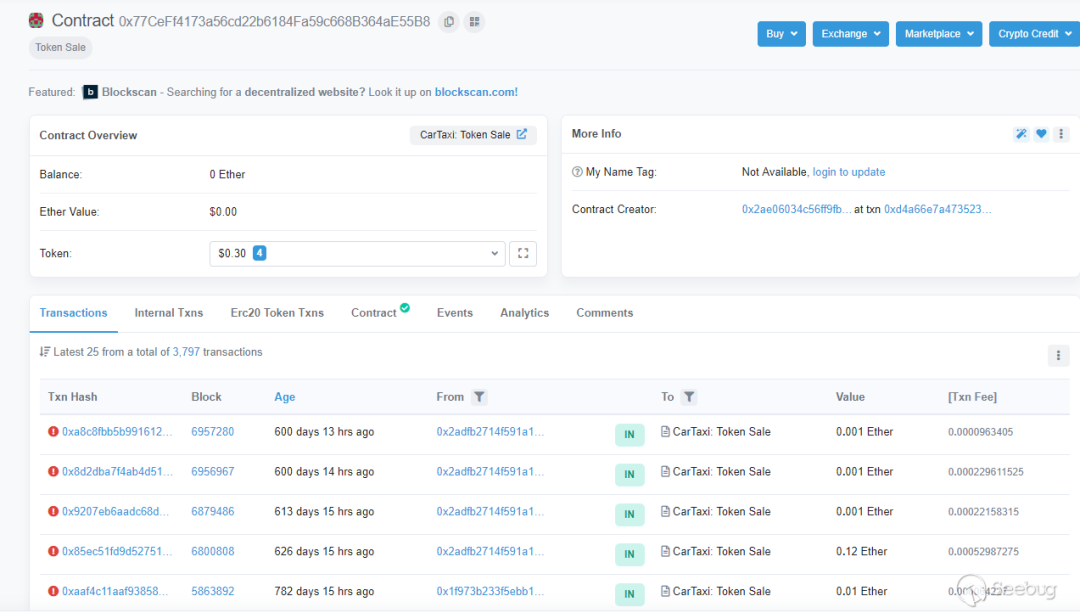 Contract 0x77CeFf4173a56cd22b6184Fa59c668B364aE55B8
Buy Exchange Marketplace Crypto Credit
Token Sale
Featured: b Blockscan - Searching for a decentralized website? Look it up on blockscan.com!
Contract Overview CarTaxi: Token Sale
Balance: 0 Ether
Ether Value: $0.00
Token: $0.30 4
More Info
My Name Tag: Not Available, login to update
Contract Creator: 0x2ae06034c56ff9fb... at txn 0xd4a66e7a473523...
Transactions Internal Txns Erc20 Token Txns Contract Events Analytics Comments
Latest 25 from a total of 3,797 transactions
Txn Hash Block Age From To Value [Txn Fee]
0xa8c8fbb5b991612... 6957280 600 days 13 hrs ago 0x2adfb2714f591a1... IN CarTaxi: Token Sale 0.001 Ether 0.0000963405
0x8d2dba7f4ab4d51... 6956967 600 days 14 hrs ago 0x2adfb2714f591a1... IN CarTaxi: Token Sale 0.001 Ether 0.000229611525
0x9207eb6aadc68d... 6879486 613 days 15 hrs ago 0x2adfb2714f591a1... IN CarTaxi: Token Sale 0.001 Ether 0.00022158315
0x85ec51fd9d52751... 6800808 626 days 15 hrs ago 0x2adfb2714f591a1... IN CarTaxi: Token Sale 0.12 Ether 0.00052987275
0xaaf4c11aaf93858... 5863892 782 days 15 hrs ago 0x1f973b233f5ebb1... IN CarTaxi: Token Sale 0.01 Ether
Seebug